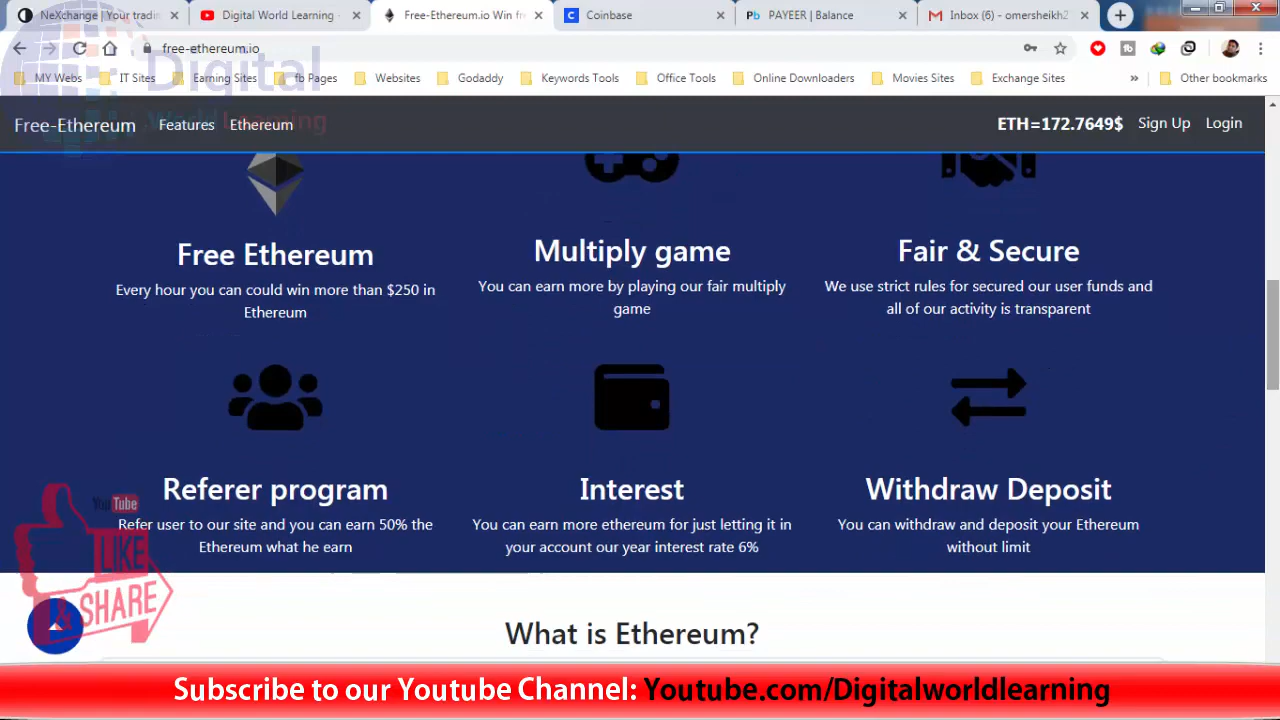 NeXchange | Your tradi
Digital World Learning -
Free-Ethereum.io Win fr
Coinbase
PAYEER | Balance
Inbox (6) - omersheikh2
free-ethereum.io
MY Webs
IT Sites
Earning Sites
fb Pages
Websites
Godaddy
Keywords Tools
Office Tools
Online Downloaders
Movies Sites
Exchange Sites
»
Other bookmarks
Digital
World Learning
Free-Ethereum
Features
Ethereum
ETH=172.7649$
Sign Up
Login
Free Ethereum
Every hour you can could win more than $250 in
Ethereum
Multiply game
You can earn more by playing our fair multiply
game
Fair & Secure
We use strict rules for secured our user funds and
all of our activity is transparent
Referer program
Refer user to our site and you can earn 50% the
Ethereum what he earn
Interest
You can earn more ethereum for just letting it in
your account our year interest rate 6%
Withdraw Deposit
You can withdraw and deposit your Ethereum
without limit
YouTube
LIKE
& SHARE
What is Ethereum?
Subscribe to our Youtube Channel: Youtube.com/Digitalworldlearning